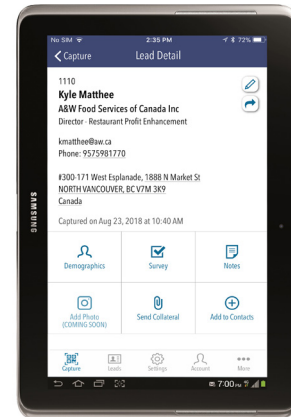 No SIM 2:35 PM 72%
Capture Lead Detail
1110
Kyle Matthee
A&W Food Services of Canada Inc
Director - Restaurant Profit Enhancement
kmatthee@aw.ca
Phone: 9575981770
#300-171 West Esplanade, 1888 N Market St
NORTH VANCOUVER, BC V7M 3K9
Canada
Captured on Aug 23, 2018 at 10:40 AM
SAMSUNG
Demographics Survey Notes
Add Photo Send Collateral Add to Contacts
(COMING SOON)
Capture Leads Settings Account More
7:00